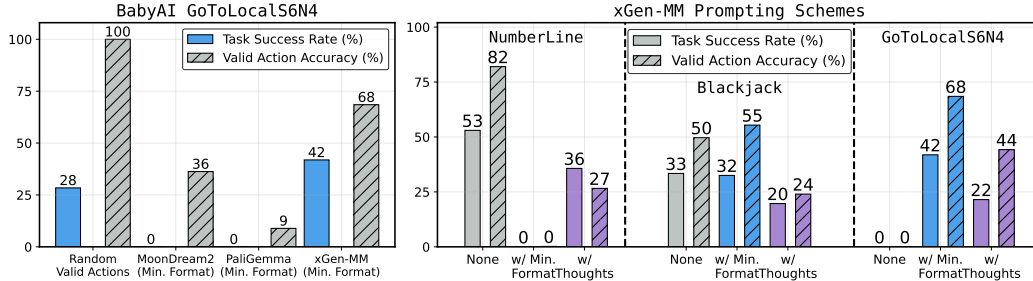 BabyAI GoToLocalS6N4
Task Success Rate (%)
Valid Action Accuracy (%)
100
75
50
25
0
28
100
0
36
0
9
42
68
Random
Valid Actions
MoonDream2
(Min. Format)
PaliGemma
(Min. Format)
xGen-MM
(Min. Format)
xGen-MM Prompting Schemes
NumberLine
Task Success Rate (%)
Valid Action Accuracy (%)
Blackjack
GoToLocalS6N4
100
75
50
25
0
53
82
0
0
36
27
33
50
32
55
20
24
0
0
42
68
22
44
None
w/ Min.
Format
w/
Thoughts
None
w/ Min.
Format
w/
Thoughts
None
w/ Min.
Format
w/
Thoughts